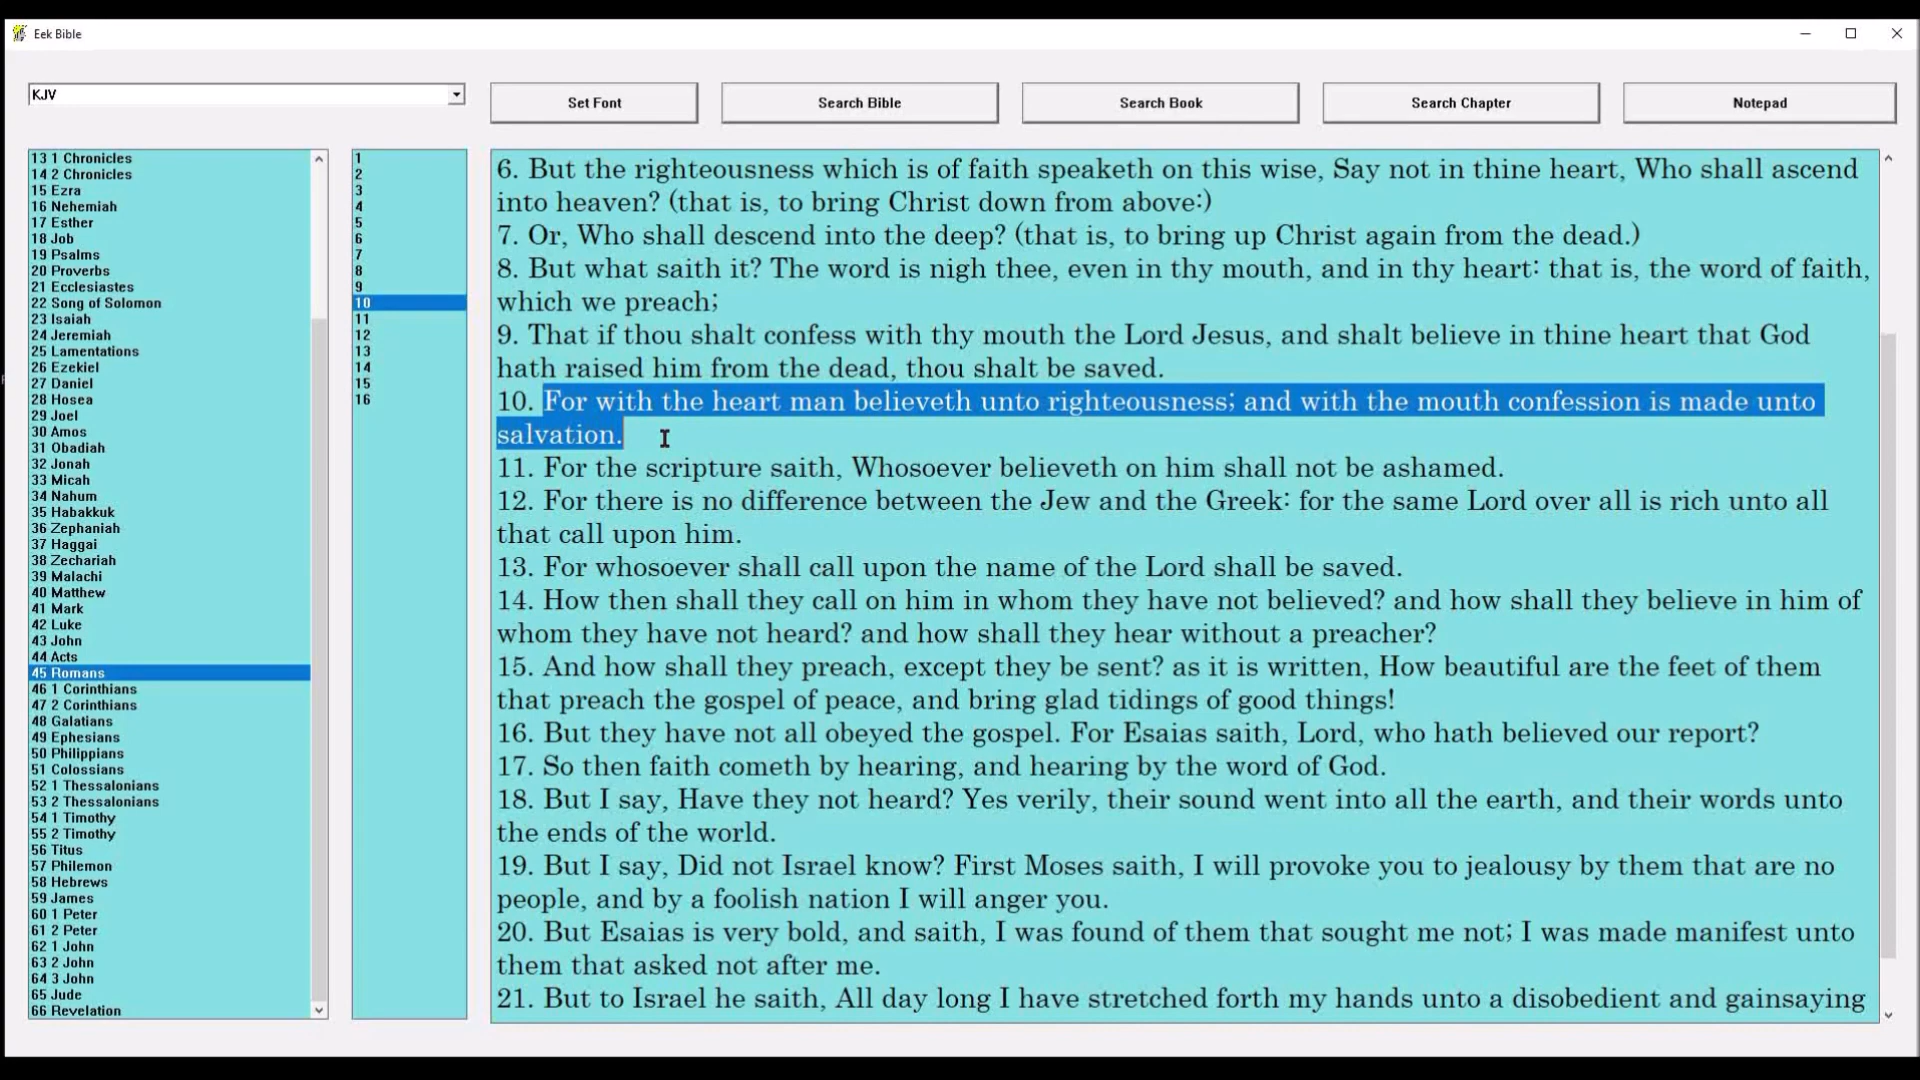 Eek Bible
KJV
Set Font
Search Bible
Search Book
Search Chapter
Notepad
13 1 Chronicles
14 2 Chronicles
15 Ezra
16 Nehemiah
17 Esther
18 Job
19 Psalms
20 Proverbs
21 Ecclesiastes
22 Song of Solomon
23 Isaiah
24 Jeremiah
25 Lamentations
26 Ezekiel
27 Daniel
28 Hosea
29 Joel
30 Amos
31 Obadiah
32 Jonah
33 Micah
34 Nahum
35 Habakkuk
36 Zephaniah
37 Haggai
38 Zechariah
39 Malachi
40 Matthew
41 Mark
42 Luke
43 John
44 Acts
45 Romans
46 1 Corinthians
47 2 Corinthians
48 Galatians
49 Ephesians
50 Philippians
51 Colossians
52 1 Thessalonians
53 2 Thessalonians
54 1 Timothy
55 2 Timothy
56 Titus
57 Philemon
58 Hebrews
59 James
60 1 Peter
61 2 Peter
62 1 John
63 2 John
64 3 John
65 Jude
66 Revelation
1
2
3
4
5
6
7
8
9
10
11
12
13
14
15
16
6. But the righteousness which is of faith speaketh on this wise, Say not in thine heart, Who shall ascend
into heaven? (that is, to bring Christ down from above:)
7. Or, Who shall descend into the deep? (that is, to bring up Christ again from the dead.)
8. But what saith it? The word is nigh thee, even in thy mouth, and in thy heart: that is, the word of faith,
which we preach;
9. That if thou shalt confess with thy mouth the Lord Jesus, and shalt believe in thine heart that God
hath raised him from the dead, thou shalt be saved.
10. For with the heart man believeth unto righteousness; and with the mouth confession is made unto
salvation.
11. For the scripture saith, Whosoever believeth on him shall not be ashamed.
12. For there is no difference between the Jew and the Greek: for the same Lord over all is rich unto all
that call upon him.
13. For whosoever shall call upon the name of the Lord shall be saved.
14. How then shall they call on him in whom they have not believed? and how shall they believe in him of
whom they have not heard? and how shall they hear without a preacher?
15. And how shall they preach, except they be sent? as it is written, How beautiful are the feet of them
that preach the gospel of peace, and bring glad tidings of good things!
16. But they have not all obeyed the gospel. For Esaias saith, Lord, who hath believed our report?
17. So then faith cometh by hearing, and hearing by the word of God.
18. But I say, Have they not heard? Yes verily, their sound went into all the earth, and their words unto
the ends of the world.
19. But I say, Did not Israel know? First Moses saith, I will provoke you to jealousy by them that are no
people, and by a foolish nation I will anger you.
20. But Esaias is very bold, and saith, I was found of them that sought me not; I was made manifest unto
them that asked not after me.
21. But to Israel he saith, All day long I have stretched forth my hands unto a disobedient and gainsaying